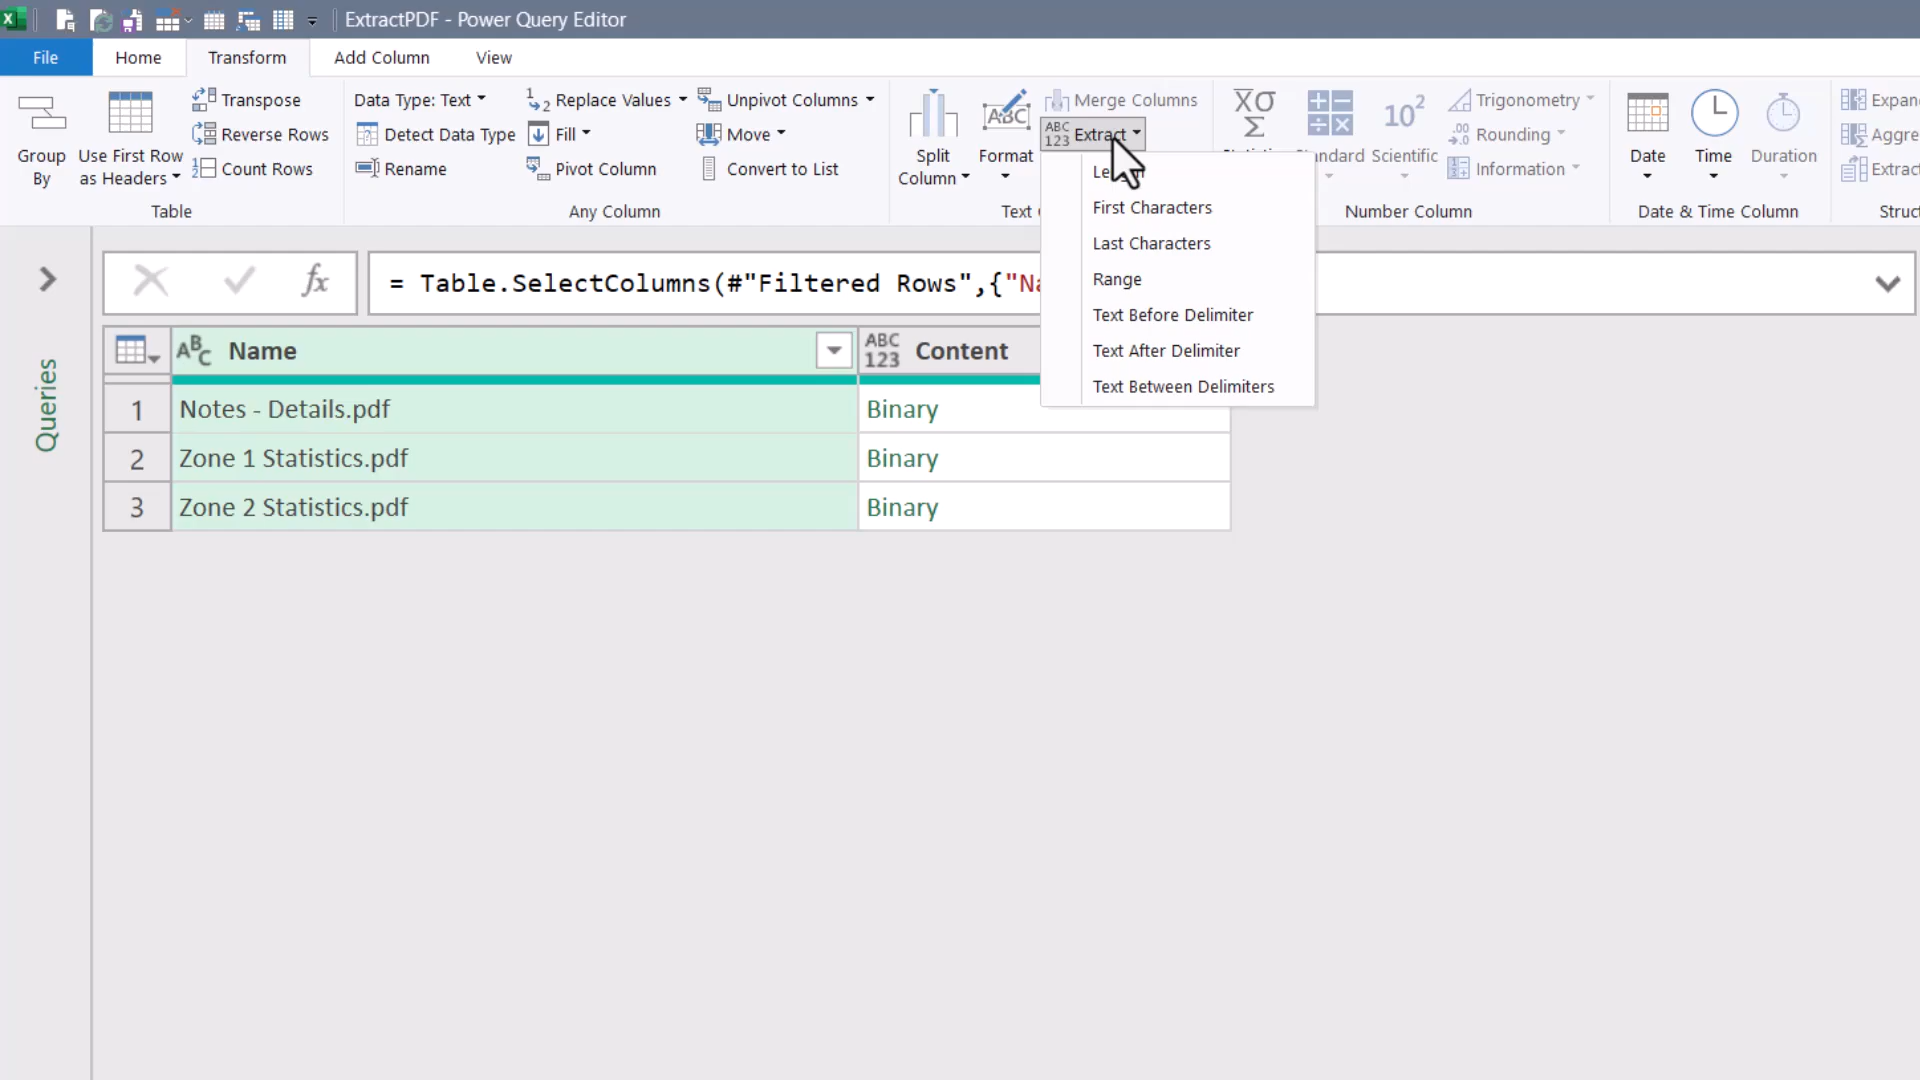 ExtractPDF - Power Query Editor
File
Home
Transform
Add Column
View
Group By
Use First Row as Headers
Transpose
Reverse Rows
Count Rows
Table
Data Type: Text
Detect Data Type
Rename
Replace Values
Fill
Pivot Column
Unpivot Columns
Move
Convert to List
Any Column
Split Column
Format
Merge Columns
Extract
Text
Scientific
Trigonometry
Rounding
Information
Number Column
Date
Time
Duration
Date & Time Column
First Characters
Last Characters
Range
Text Before Delimiter
Text After Delimiter
Text Between Delimiters
fx
= Table.SelectColumns(#"Filtered Rows",{"Na
Queries
Name
ABC 123
Content
1 Notes - Details.pdf Binary
2 Zone 1 Statistics.pdf Binary
3 Zone 2 Statistics.pdf Binary